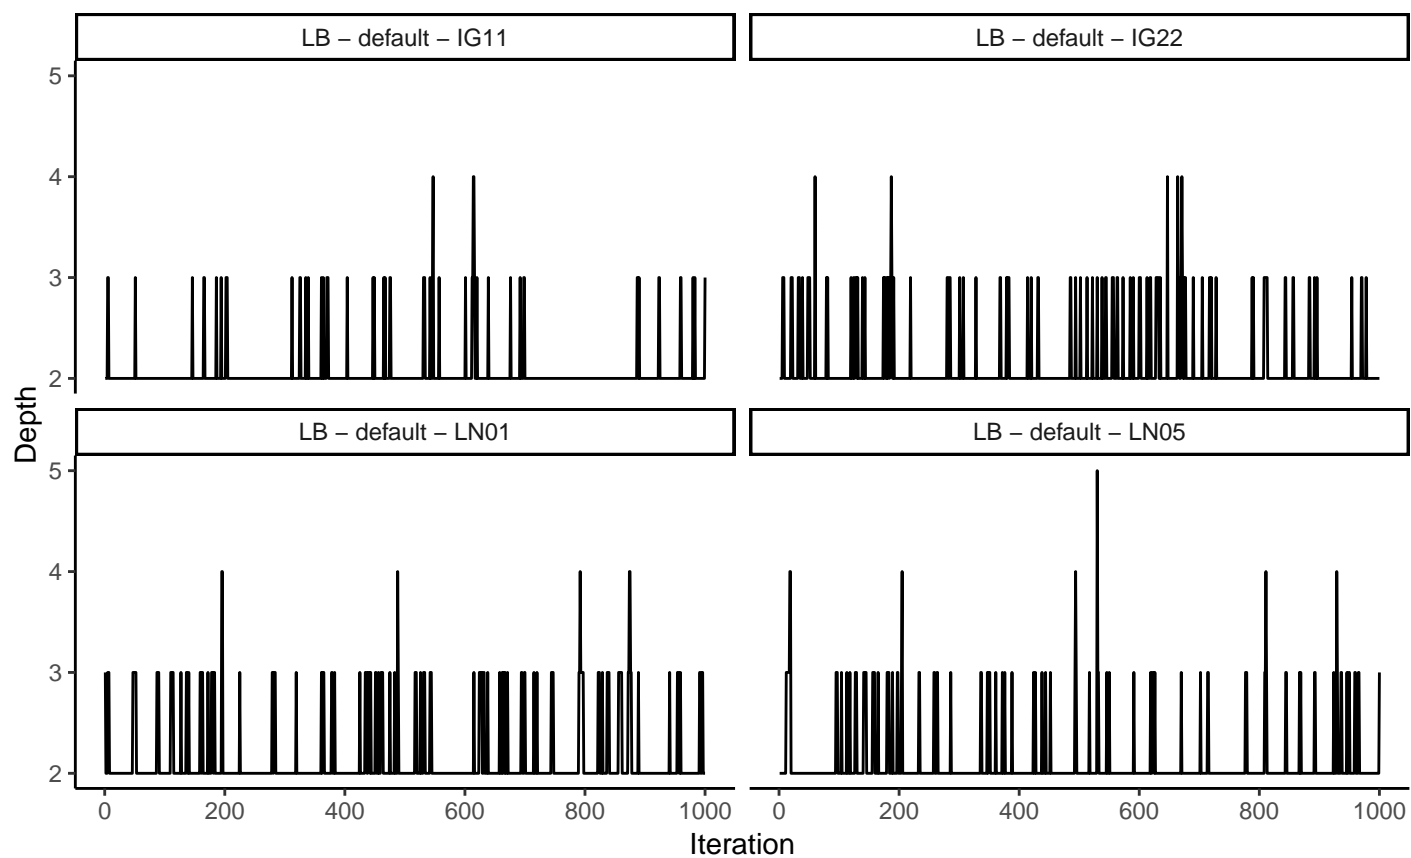 LB − default − IG11
LB − default − IG22
5
4
3
2
LB − default − LN01
LB − default − LN05
5
4
3
2
0 200 400 600 800 1000
0 200 400 600 800 1000
Depth
Iteration